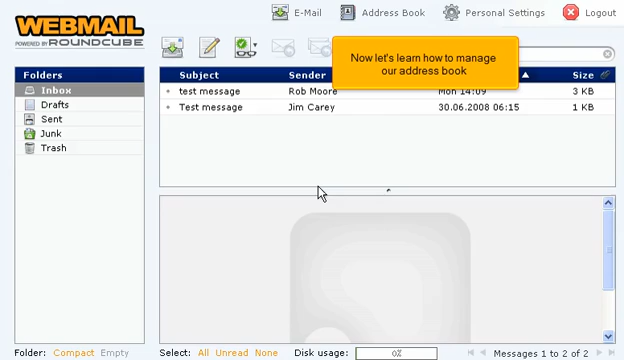 WEBMAIL
POWERED BY ROUNDCUBE
E-Mail Address Book Personal Settings Logout
Now let's learn how to manage
our address book
Folders
Inbox
Drafts
Sent
Junk
Trash
Subject Sender Size
test message Rob Moore Mon 14:09 3 KB
Test message Jim Carey 30.06.2008 06:15 1 KB
Folder: Compact Empty Select: All Unread None Disk usage: 0% Messages 1 to 2 of 2